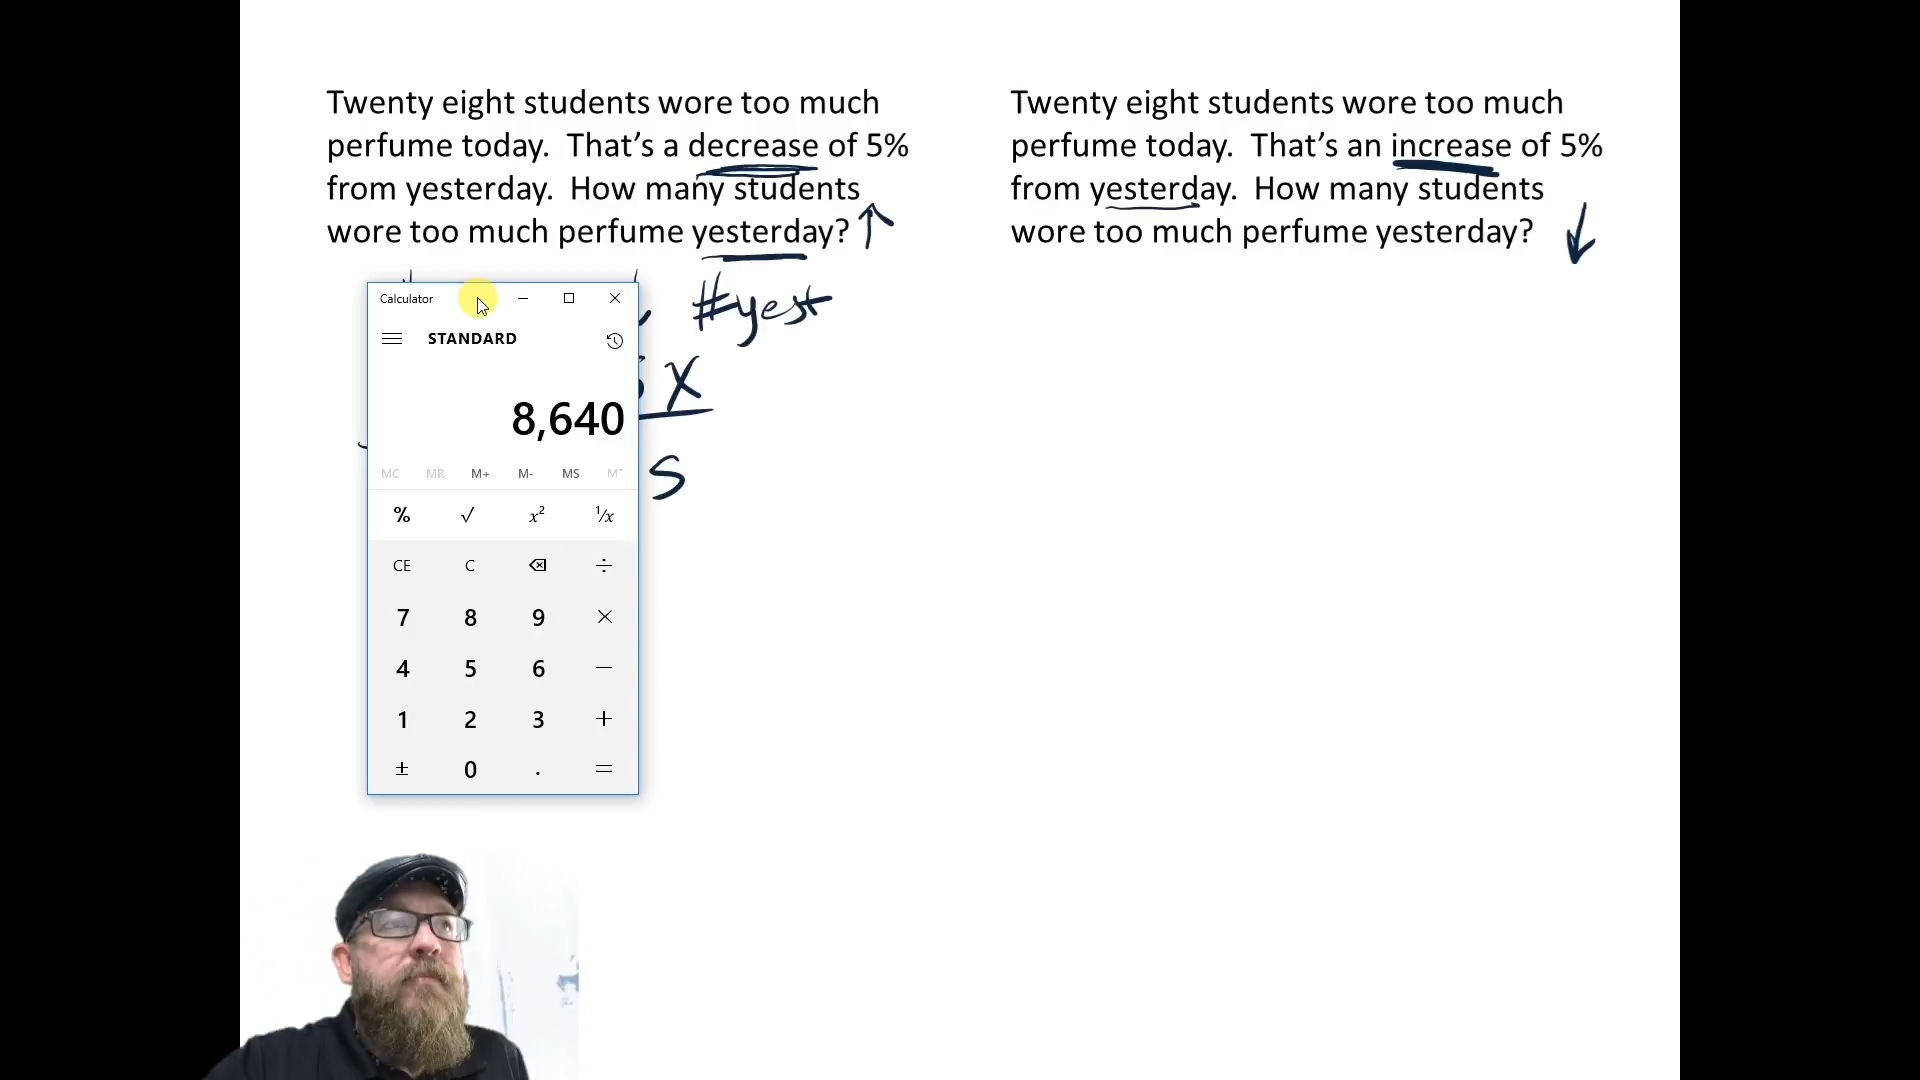 Twenty eight students wore too much
perfume today. That's a decrease of 5%
from yesterday. How many students
wore too much perfume yesterday?
#yest
X
5
Calculator
STANDARD
8,640
MC MR M+ M- MS M˅
% √ x² ¹/x
CE C ÷
7 8 9 ×
4 5 6 −
1 2 3 +
± 0 . =
Twenty eight students wore too much
perfume today. That's an increase of 5%
from yesterday. How many students
wore too much perfume yesterday?